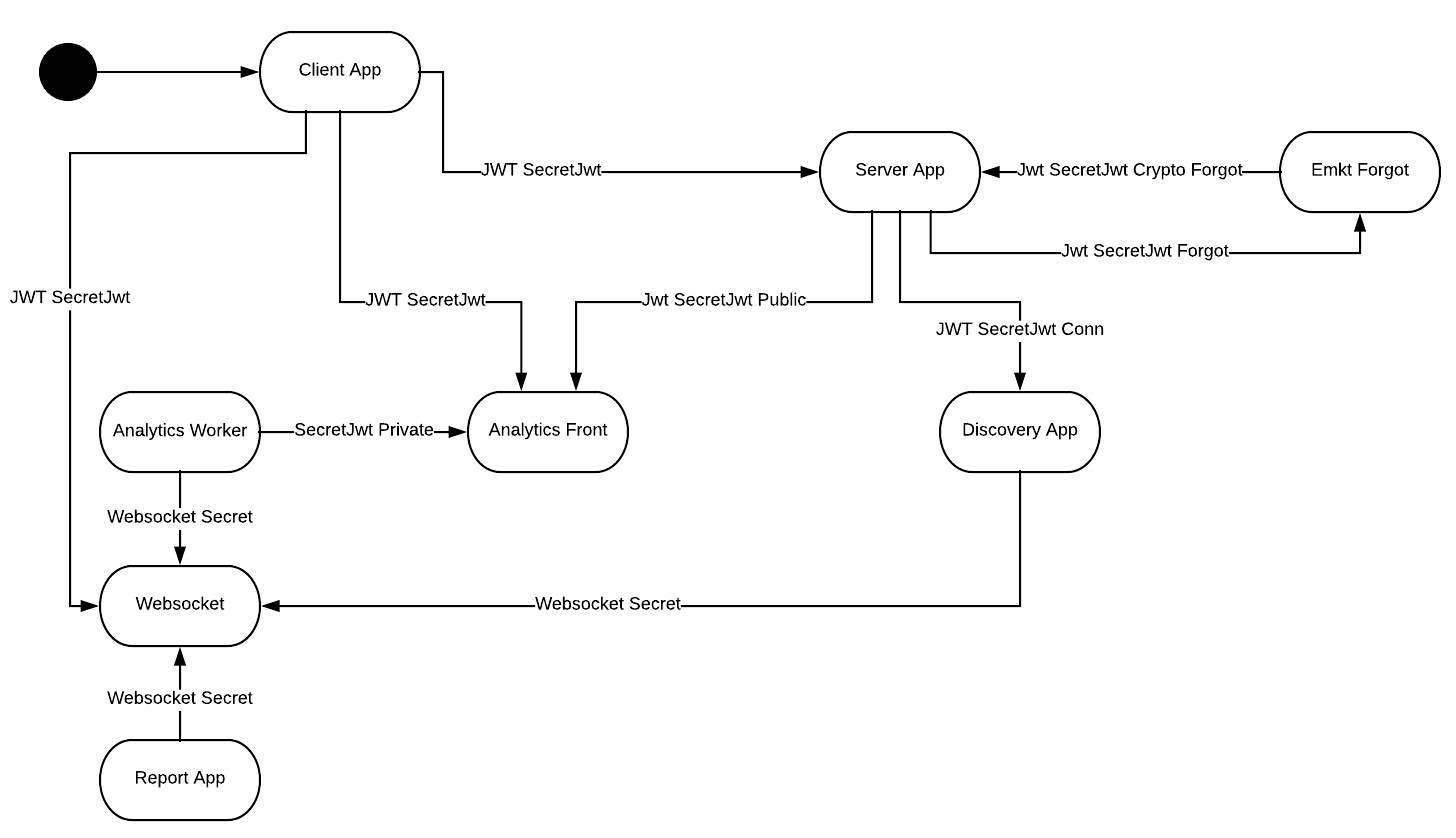 Client App
JWT SecretJwt
Server App
Jwt SecretJwt Crypto Forgot
Emkt Forgot
Jwt SecretJwt Forgot
JWT SecretJwt
JWT SecretJwt
Jwt SecretJwt Public
JWT SecretJwt Conn
Analytics Worker
SecretJwt Private
Analytics Front
Discovery App
Websocket Secret
Websocket
Websocket Secret
Websocket Secret
Report App